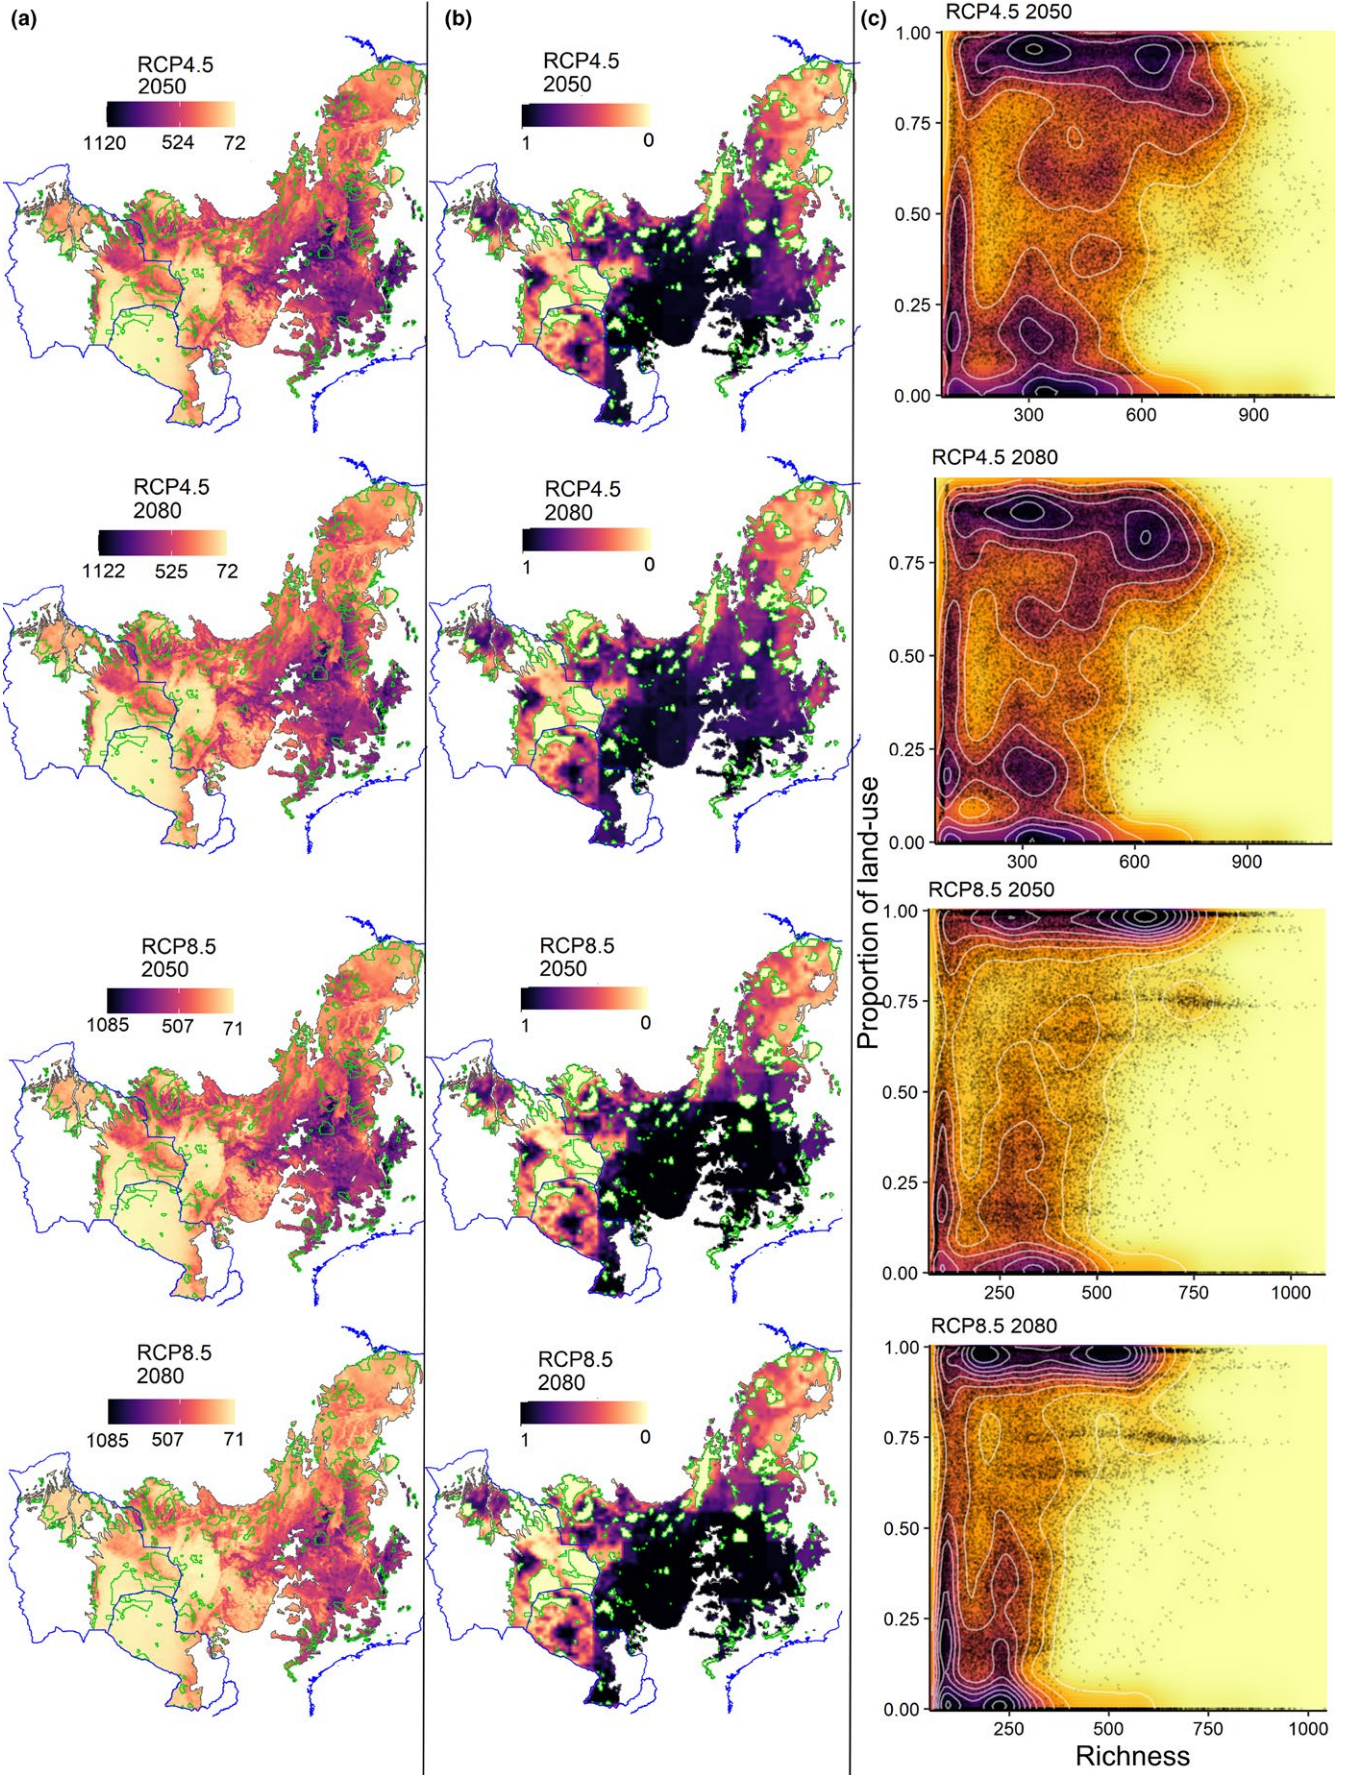 (a)
RCP4.5
2050
1120 524 72
RCP4.5
2080
1122 525 72
RCP8.5
2050
1085 507 71
RCP8.5
2080
1085 507 71
(b)
RCP4.5
2050
1 0
RCP4.5
2080
1 0
RCP8.5
2050
1 0
RCP8.5
2080
1 0
(c)
RCP4.5 2050
1.00
0.75
0.50
0.25
0.00
300 600 900
RCP4.5 2080
0.75
0.50
0.25
0.00
300 600 900
Proportion of land-use
RCP8.5 2050
1.00
0.75
0.50
0.25
0.00
250 500 750 1000
RCP8.5 2080
1.00
0.75
0.50
0.25
0.00
250 500 750 1000
Richness